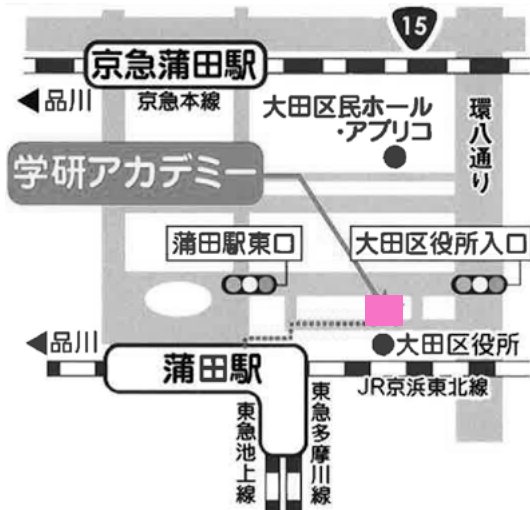 15
京急蒲田駅
品川
京急本線
大田区民ホール
・アプリコ
環八通り
学研アカデミー
蒲田駅東口
大田区役所入口
品川
蒲田駅
大田区役所
JR京浜東北線
東急池上線
東急多摩川線